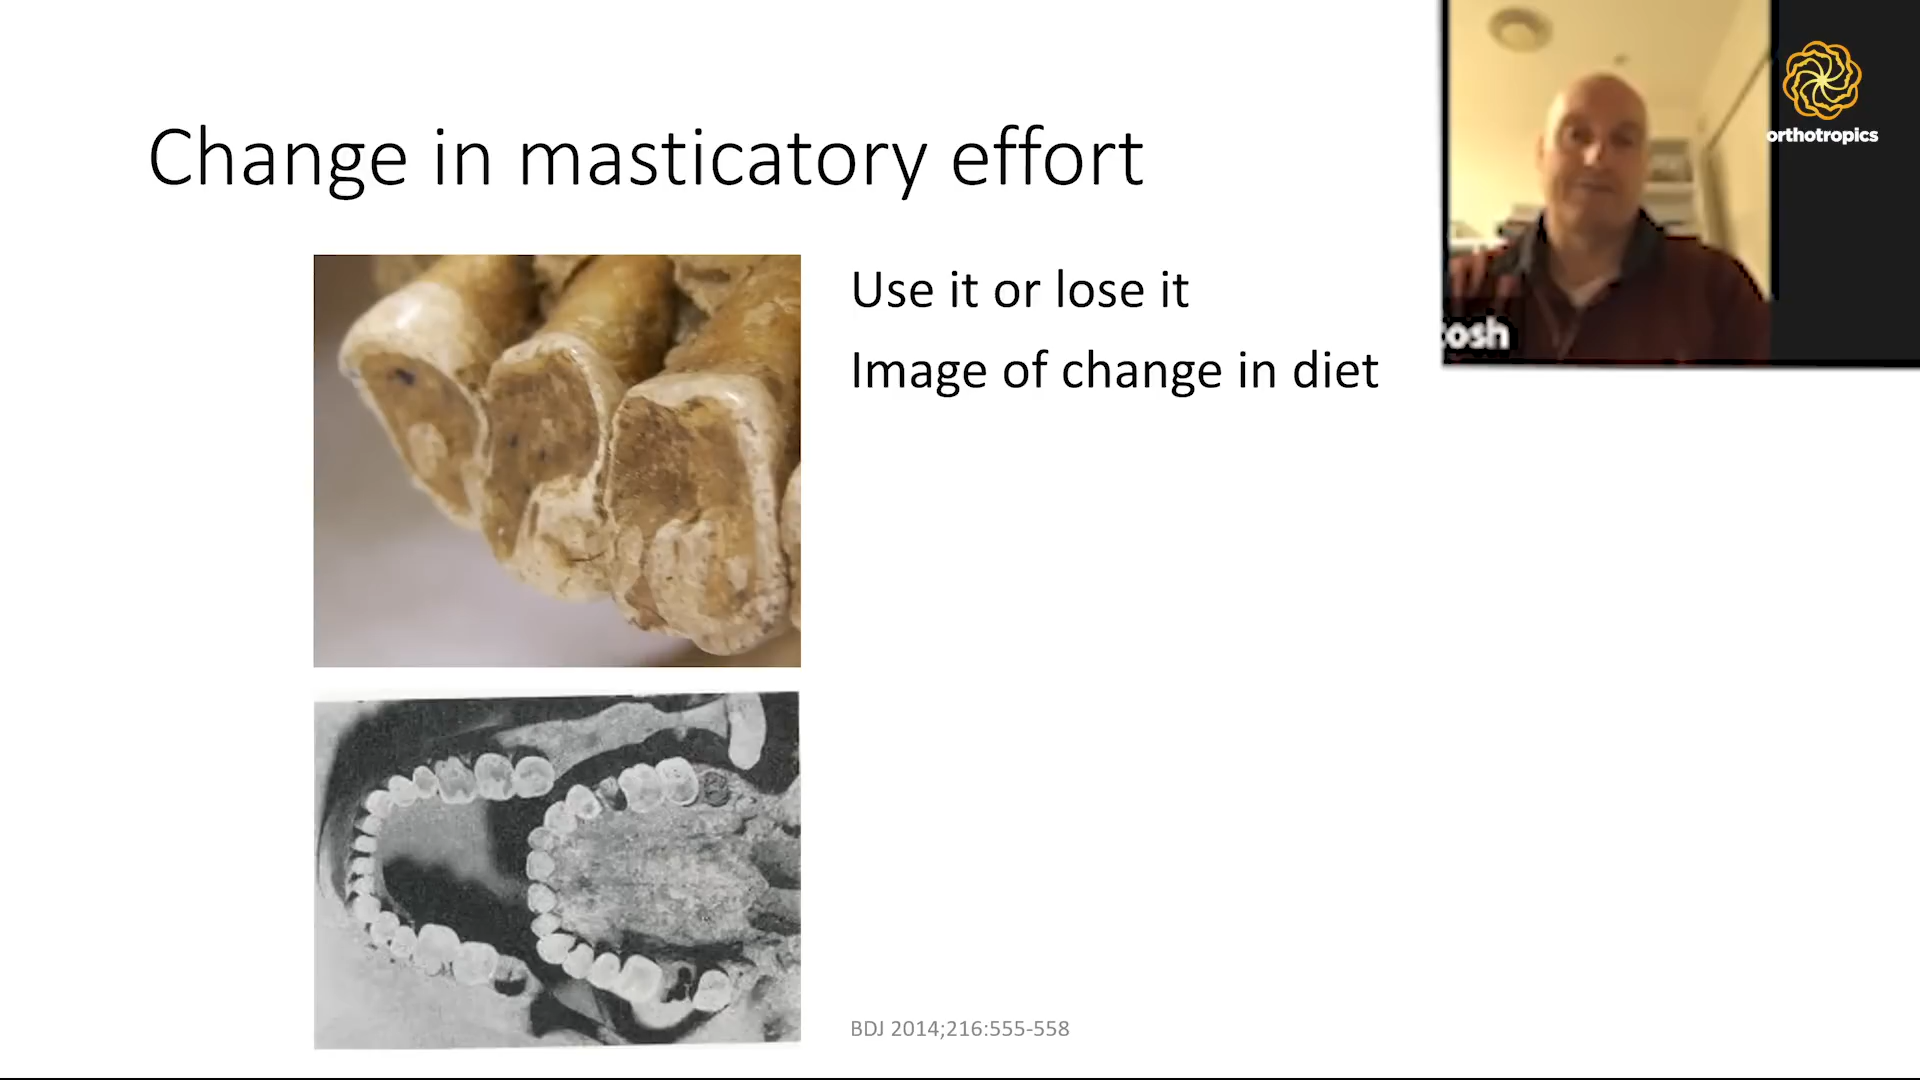 Change in masticatory effort
Use it or lose it
Image of change in diet
BDJ 2014;216:555-558
tosh
orthotropics